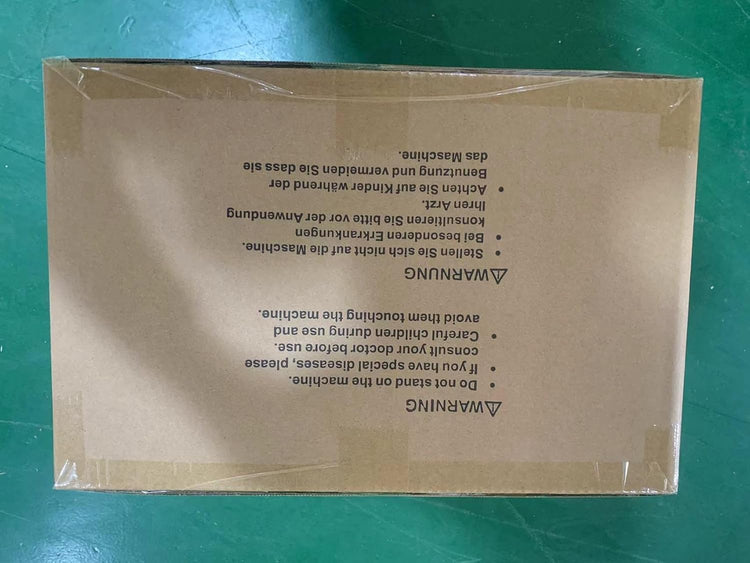 ⚠WARNING
• Do not stand on the machine.
• If you have special diseases, please
consult your doctor before use.
• Careful children during use and
avoid them touching the machine.
⚠WARNUNG
• Stellen Sie sich nicht auf die Maschine.
• Bei besonderen Erkrankungen
konsultieren Sie bitte vor der Anwendung
Ihren Arzt.
• Achten Sie auf Kinder während der
Benutzung und vermeiden Sie dass sie
das Maschine.